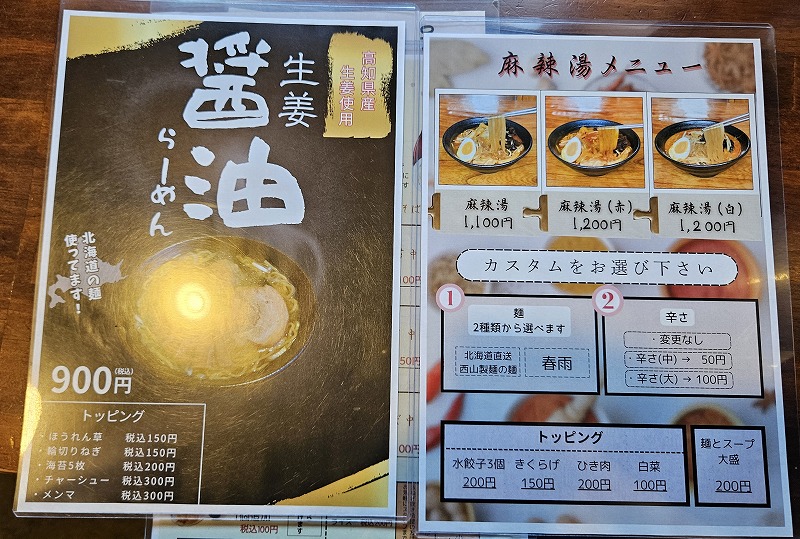 高知県産
生姜使用
生姜
醤油
らーめん
北海道の麺
使ってます！
900円
(税込)
トッピング
・ほうれん草 税込150円
・輪切りねぎ 税込150円
・海苔5枚 税込200円
・チャーシュー 税込300円
・メンマ 税込300円
税込100円
麻辣湯メニュー
麻辣湯
1,100円
麻辣湯(赤)
1,200円
麻辣湯(白)
1,200円
カスタムをお選び下さい
1
麺
2種類から選べます
北海道直送
西山製麺の麺
春雨
2
辛さ
・変更なし
・辛さ(中)→ 50円
・辛さ(大)→100円
トッピング
水餃子3個 きくらげ ひき肉 白菜
200円 150円 200円 100円
麺とスープ
大盛
200円